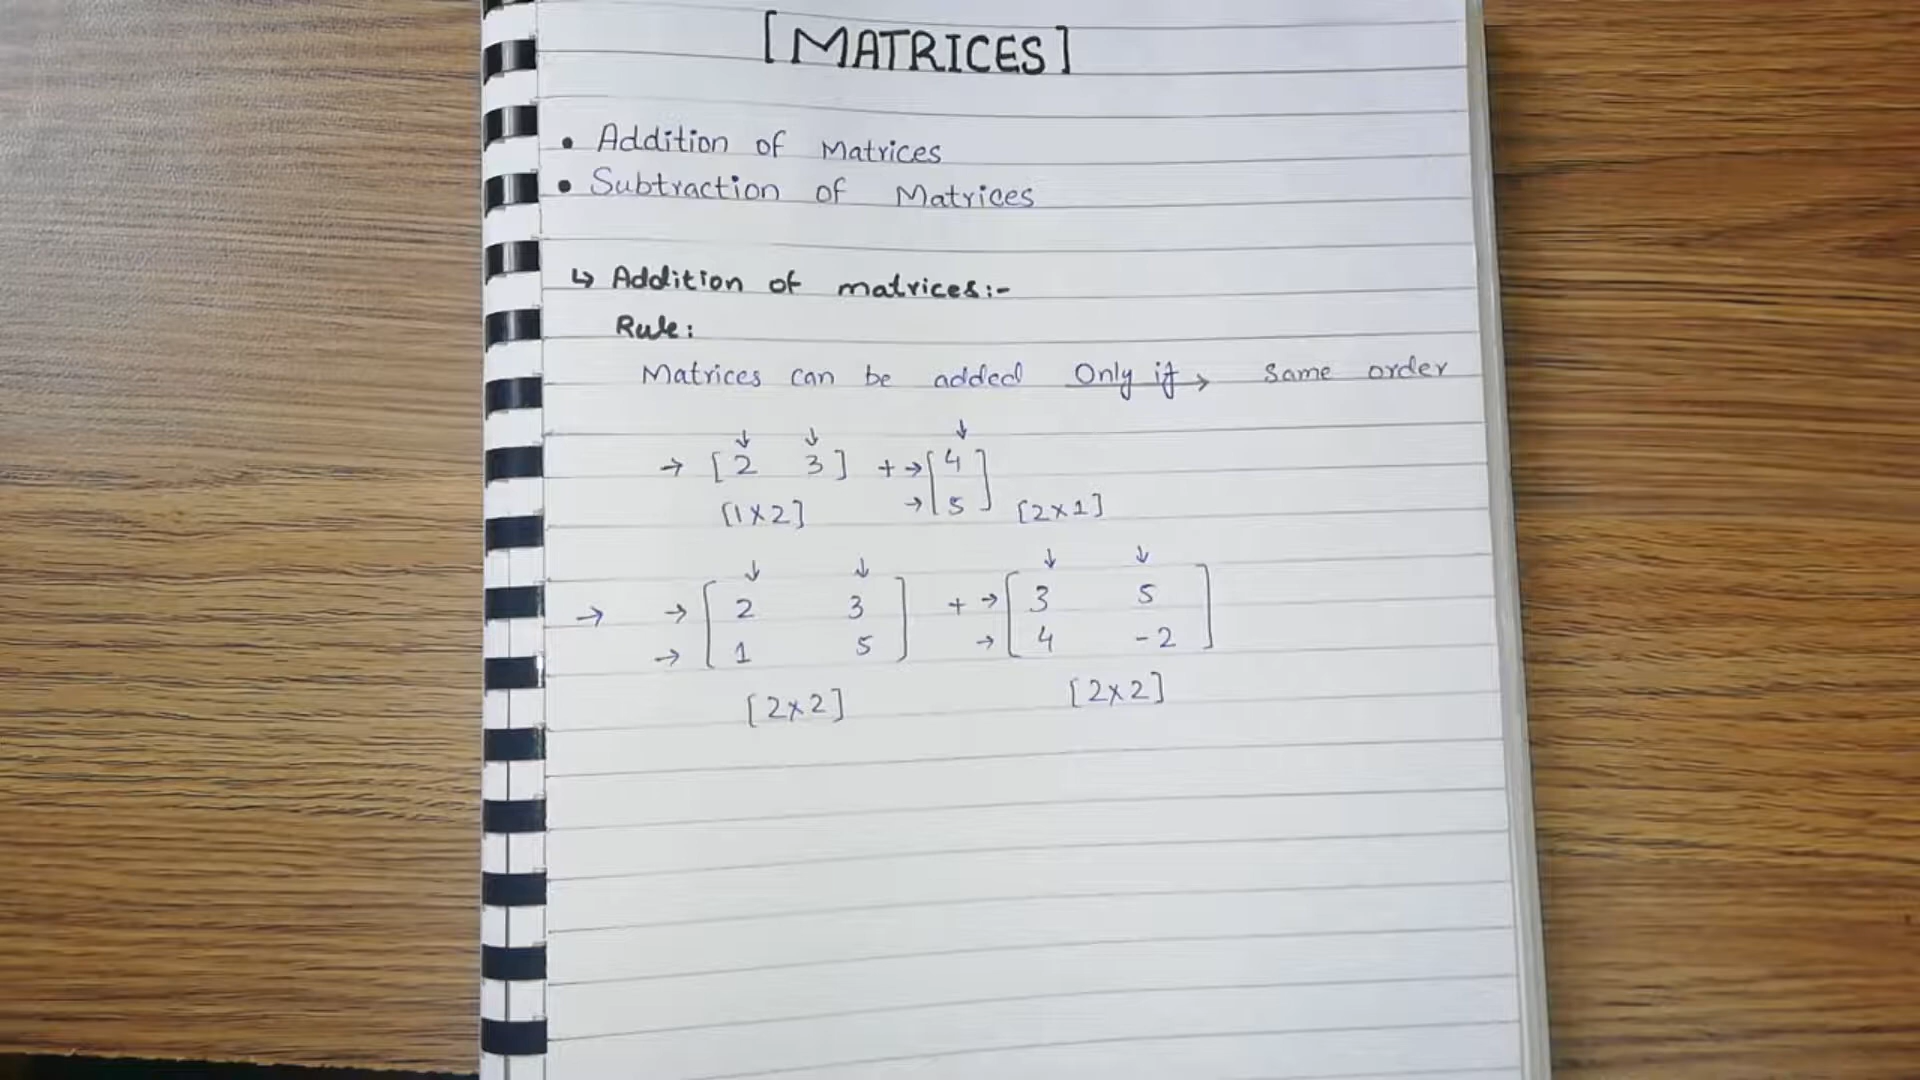 [MATRICES]
• Addition of Matrices
• Subtraction of Matrices
↳ Addition of matrices:-
Rule:
Matrices can be added Only if → Same order
↓ ↓ ↓
→ [2 3] + → [4]
→ [5]
[1×2] [2×1]
↓ ↓ ↓ ↓
→ → [2 3] + → [3 5]
→ [1 5] → [4 -2]
[2×2] [2×2]